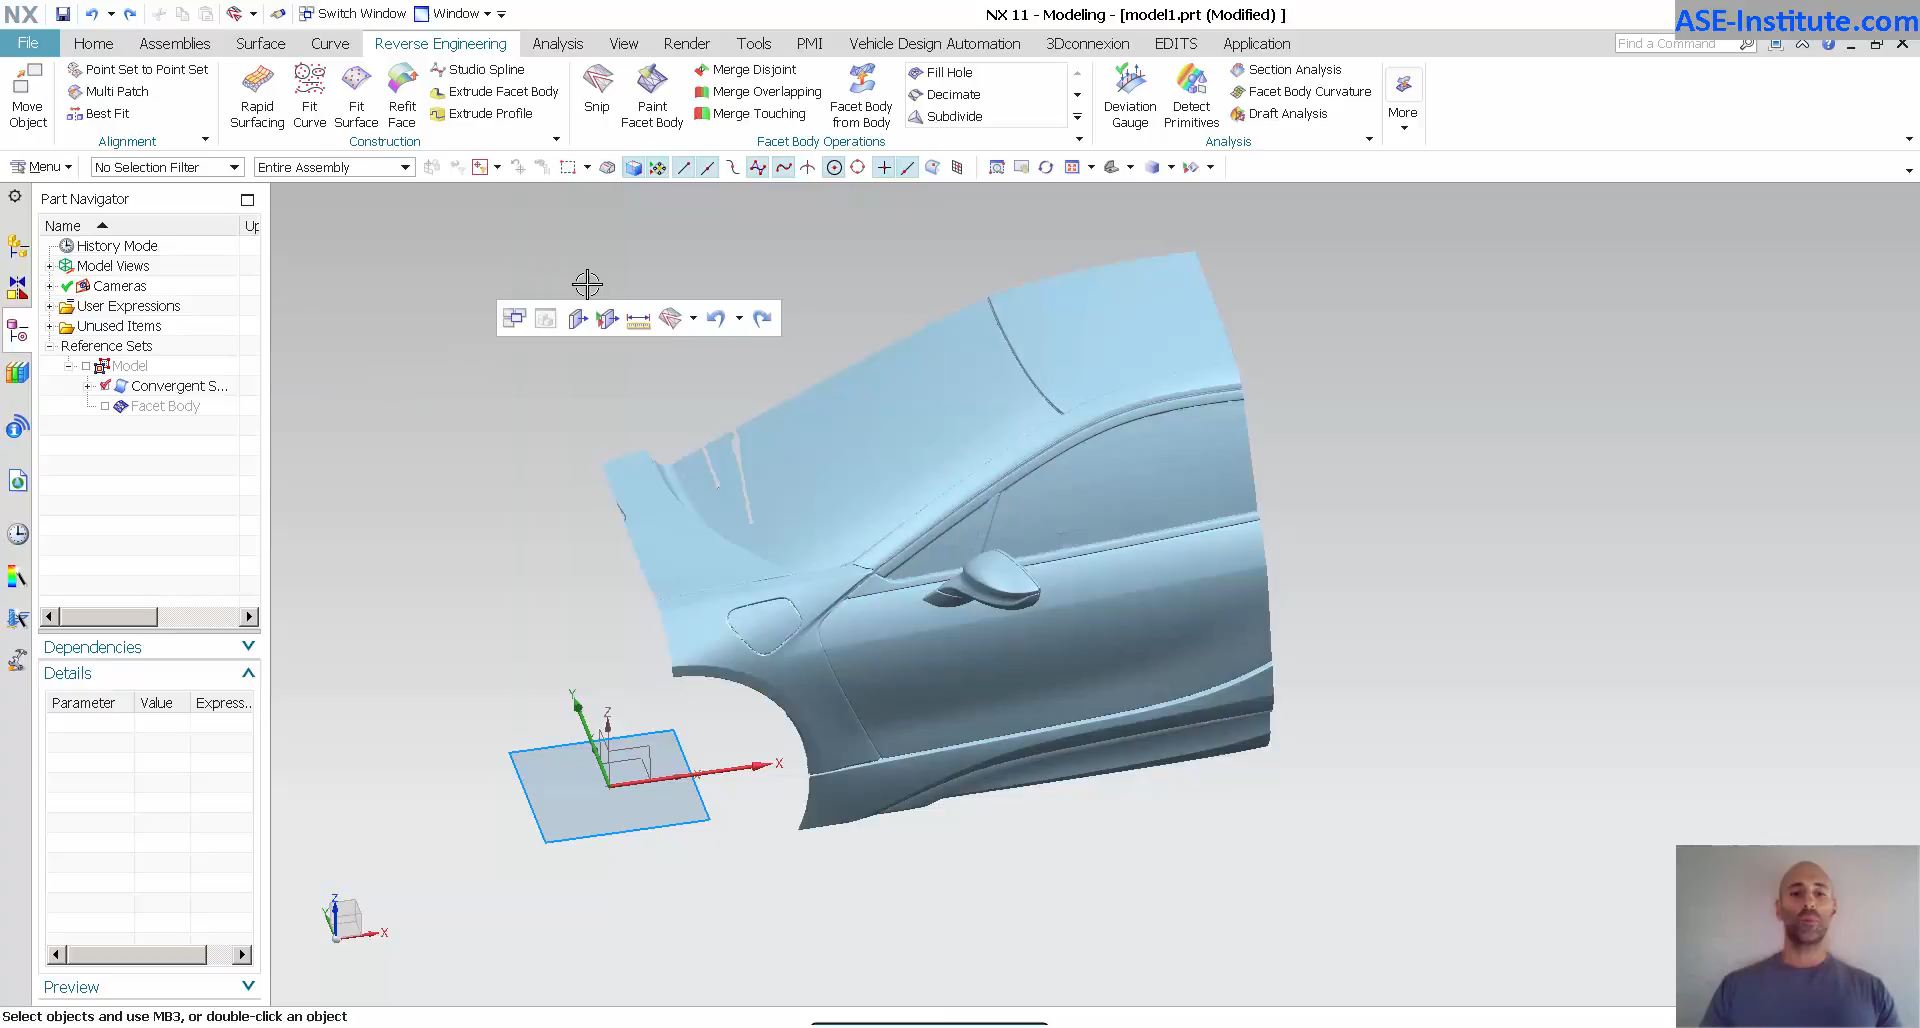 NX
Switch Window
Window
NX 11 - Modeling - [model1.prt (Modified) ]
ASE-Institute.com
File
Home
Assemblies
Surface
Curve
Reverse Engineering
Analysis
View
Render
Tools
PMI
Vehicle Design Automation
3Dconnexion
EDITS
Application
Find a Command
Move Object
Point Set to Point Set
Multi Patch
Best Fit
Alignment
Rapid Surfacing
Fit Curve
Fit Surface
Refit Face
Studio Spline
Extrude Facet Body
Extrude Profile
Construction
Snip
Paint Facet Body
Merge Disjoint
Merge Overlapping
Merge Touching
Facet Body from Body
Fill Hole
Decimate
Subdivide
Facet Body Operations
Deviation Gauge
Detect Primitives
Section Analysis
Facet Body Curvature
Draft Analysis
Analysis
More
Menu
No Selection Filter
Entire Assembly
Part Navigator
Name
Up
History Mode
Model Views
Cameras
User Expressions
Unused Items
Reference Sets
Model
Convergent S...
Facet Body
Dependencies
Details
Parameter
Value
Express..
Preview
Y
Z
X
X
Z
Y
X
Select objects and use MB3, or double-click an object